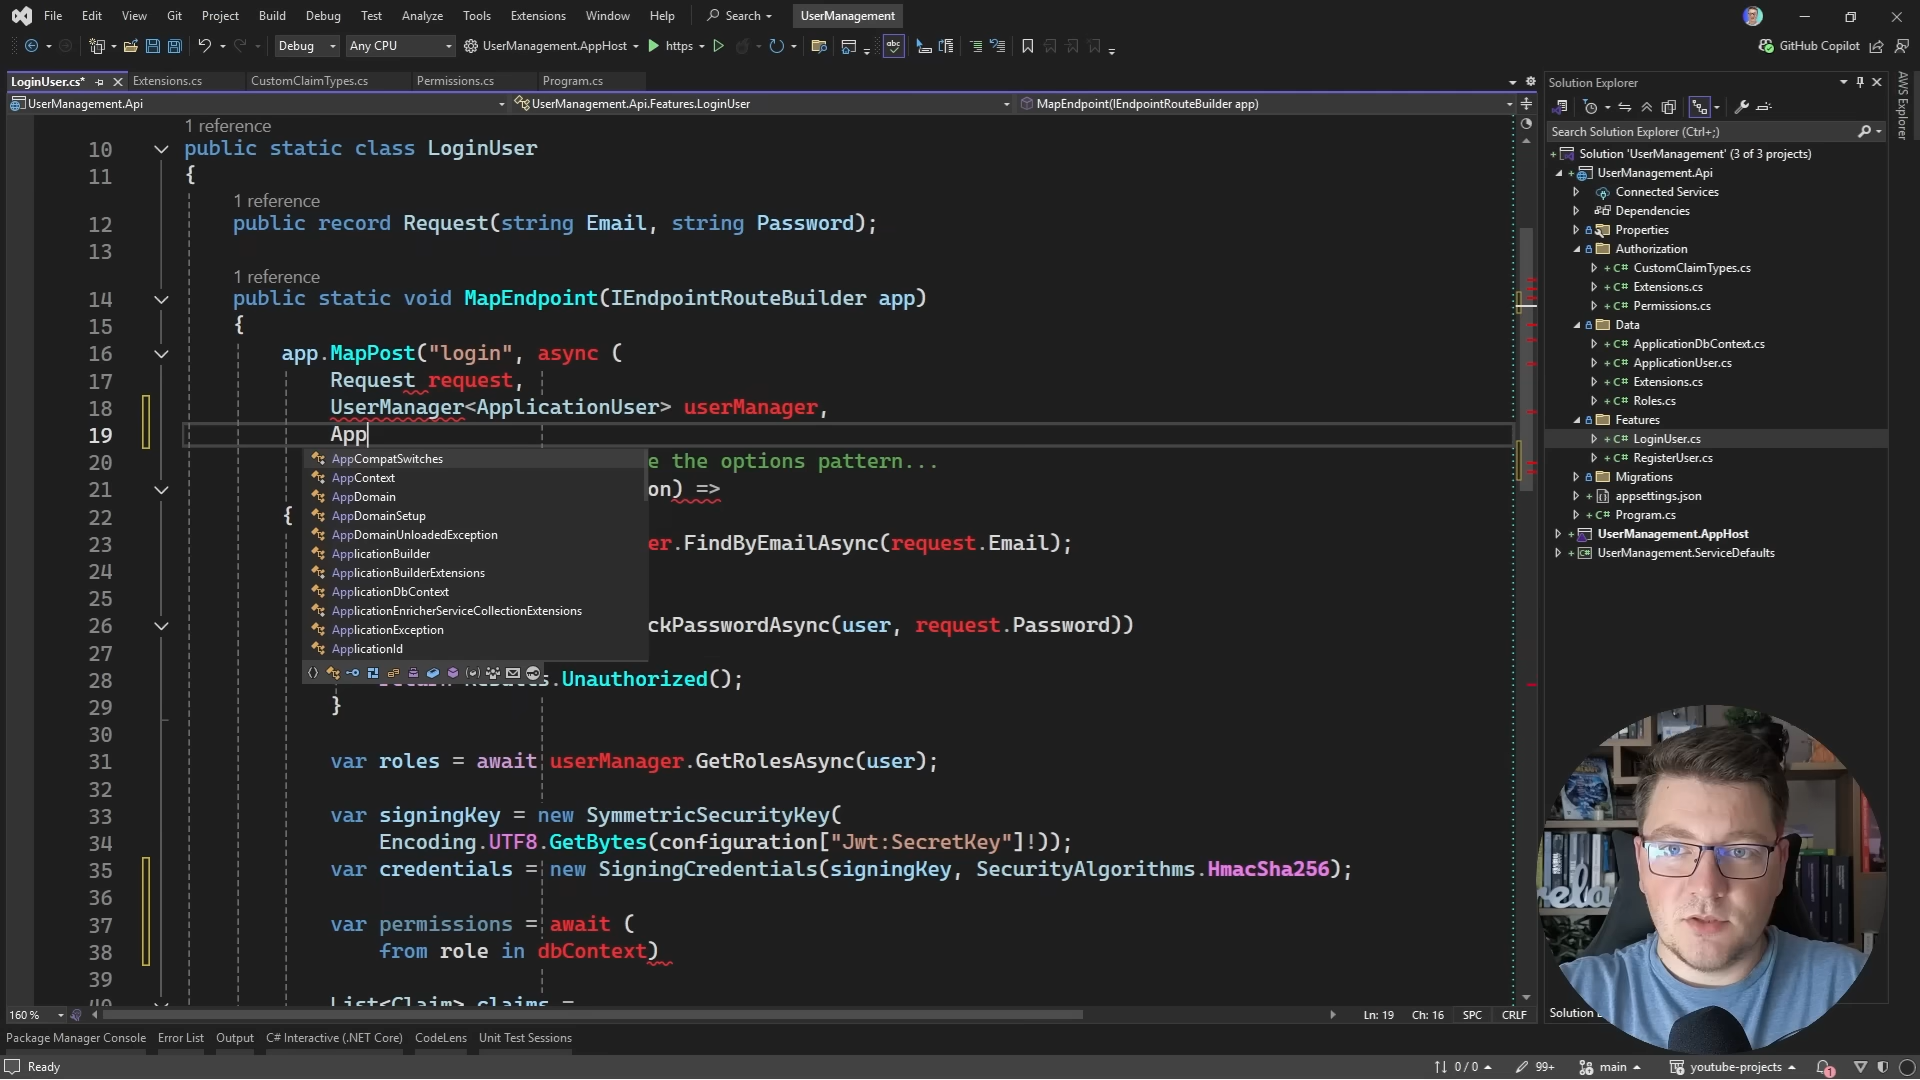 File Edit View Git Project Build Debug Test Analyze Tools Extensions Window Help Search UserManagement
Debug Any CPU UserManagement.AppHost https GitHub Copilot
LoginUser.cs* Extensions.cs CustomClaimTypes.cs Permissions.cs Program.cs
UserManagement.Api UserManagement.Api.Features.LoginUser MapEndpoint(IEndpointRouteBuilder app)
1 reference
10 public static class LoginUser
11 {
1 reference
12 public record Request(string Email, string Password);
13
1 reference
14 public static void MapEndpoint(IEndpointRouteBuilder app)
15 {
16 app.MapPost("login", async (
17 Request request,
18 UserManager<ApplicationUser> userManager,
19 App
20 e the options pattern...
21 on) =>
22 {
23 er.FindByEmailAsync(request.Email);
24
25
26 ckPasswordAsync(user, request.Password))
27
28 .Unauthorized();
29 }
30
31 var roles = await userManager.GetRolesAsync(user);
32
33 var signingKey = new SymmetricSecurityKey(
34 Encoding.UTF8.GetBytes(configuration["Jwt:SecretKey"]!));
35 var credentials = new SigningCredentials(signingKey, SecurityAlgorithms.HmacSha256);
36
37 var permissions = await (
38 from role in dbContext)
39
40 List<Claim> claims =
AppCompatSwitches
AppContext
AppDomain
AppDomainSetup
AppDomainUnloadedException
ApplicationBuilder
ApplicationBuilderExtensions
ApplicationDbContext
ApplicationEnricherServiceCollectionExtensions
ApplicationException
ApplicationId
160 % Ln: 19 Ch: 16 SPC CRLF
Package Manager Console Error List Output C# Interactive (.NET Core) CodeLens Unit Test Sessions
Ready 0 / 0 99+ main youtube-projects 1
Solution Explorer
Search Solution Explorer (Ctrl+;)
Solution 'UserManagement' (3 of 3 projects)
UserManagement.Api
Connected Services
Dependencies
Properties
Authorization
C# CustomClaimTypes.cs
C# Extensions.cs
C# Permissions.cs
Data
C# ApplicationDbContext.cs
C# ApplicationUser.cs
C# Extensions.cs
C# Roles.cs
Features
C# LoginUser.cs
C# RegisterUser.cs
Migrations
appsettings.json
C# Program.cs
UserManagement.AppHost
UserManagement.ServiceDefaults
Solution
AWS Explorer